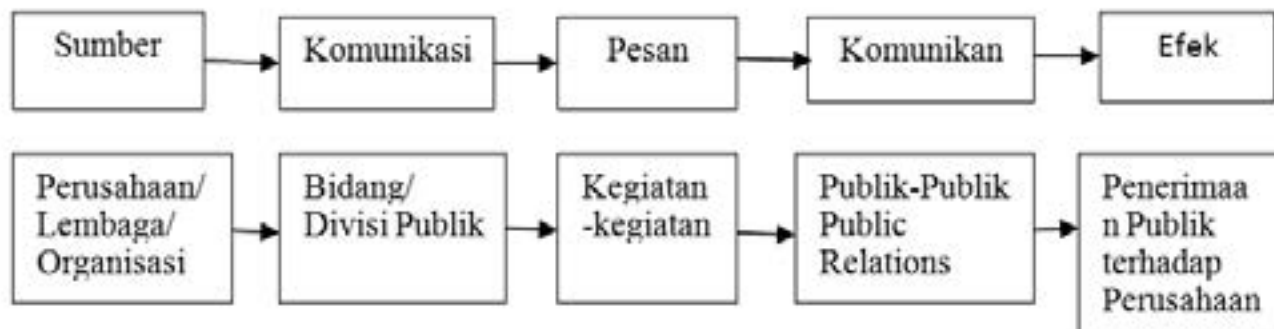 Sumber
Komunikasi
Pesan
Komunikan
Efek
Perusahaan/
Lembaga/
Organisasi
Bidang/
Divisi Publik
Kegiatan
-kegiatan
Publik-Publik
Public
Relations
Penerimaa
n Publik
terhadap
Perusahaan